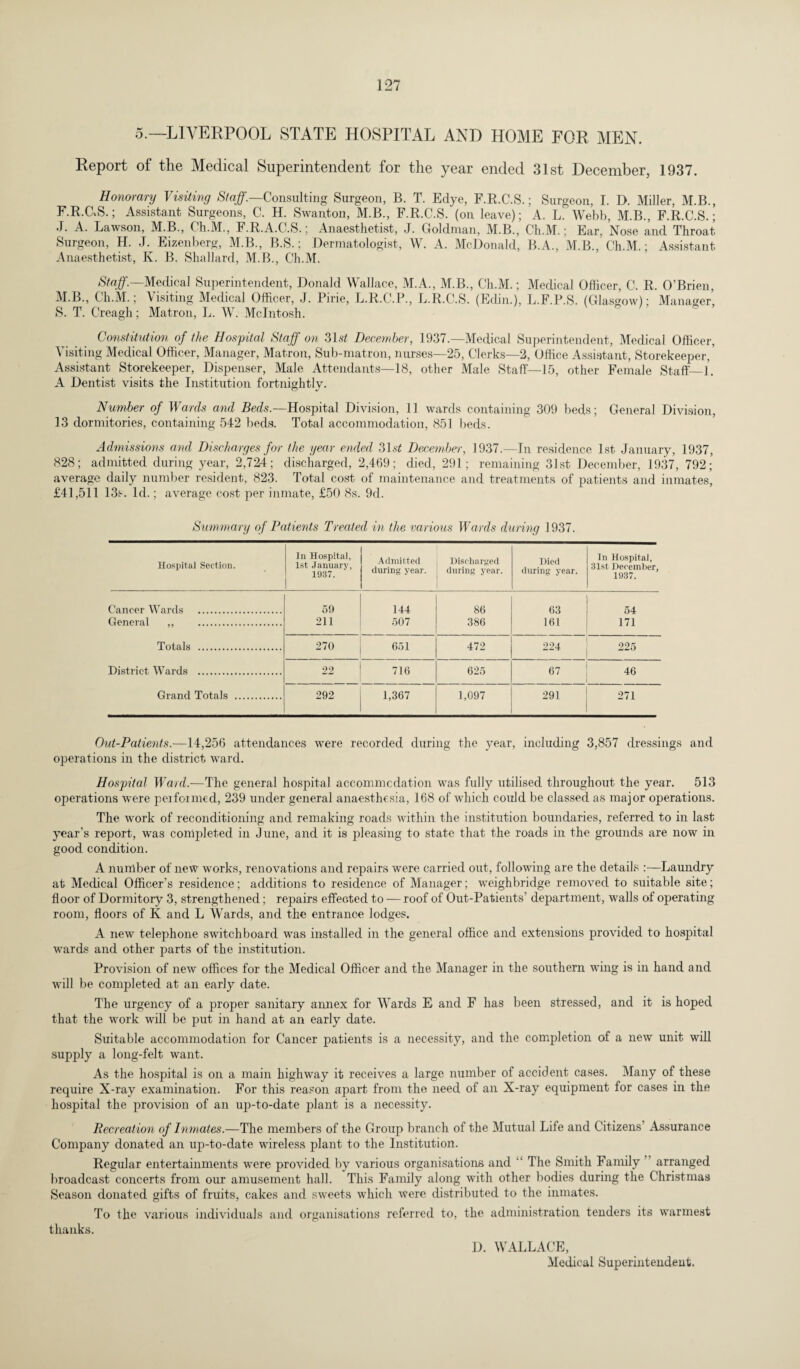 127
5.—LIVERPOOL STATE HOSPITAL AND HOME FOR MEN.
Report of the Medical Superintendent for the year ended 31st December, 1937.
Honorary Visiting Staff.—Consulting Surgeon, B. T. Edye, F.R.C.S.; Surgeon, I. D. Miller, M.B.,
F.R.C.S.; Assistant Surgeons, C. H. Swanton, M.B., F.R.C.S. (on leave); A. L. Webb, M.B., F.R.C.S.;
J. A. Lawson, M.B., Ch.M., F.R.A.C.S.; Anaesthetist, J. Goldman, M.B., Ch.M.; Ear, Nose and Throat
Surgeon, H. J. Eizenberg, M.B., B.S.; Dermatologist, W. A. McDonald, B.A., M.B., Ch.M.; Assistant
Anaesthetist, K. B. Shallard, M.B., Ch.M.
Staff.—Medical Superintendent, Donald Wallace, M.A., M.B., Ch.M.; Medical Officer, C. R. O'Brien,
M.B., Ch.M.; Visiting Medical Officer, J. Pirie, L.R.C.P., L.R.C.S. (Edin.), L.F.P.S. (Glasgow); Manager,
S. T. Creagh; Matron, L. W. McIntosh.
Constitution of the Hospital Staff on 31st December, 1937.—Medical Superintendent, Medical Officer,
Visiting Medical Officer, Manager, Matron, Sub-matron, nurses—25, Clerks—2, Office Assistant, Storekeeper,
Assistant Storekeeper, Dispenser, Male Attendants—18, other Male Staff—15, other Female Staff—1.
A Dentist visits the Institution fortnightly.
Number of Wards and Beds.—Hospital Division, 11 wards containing 309 beds; General Division,
13 dormitories, containing 542 beds. Total accommodation, 851 beds.
Admissions and Discharges for the year ended 31st December, 1937.—In residence 1st January, 1937,
828; admitted during year, 2,724; discharged, 2,469; died, 291; remaining 31st December, 1937, 792;
average daily number resident, 823. Total cost of maintenance and treatments of patients and inmates,
£41,511 13s. 1d.; average cost per inmate, £50 8s. 9d.
Summary of Patients Treated in the various Wards during 1937.
Hospital Section. In Hospital, 1st January, 1937. Admitted during year. Discharged during year. Died during year. In Hospital, 31st December, 1937.
Cancer Wards .......... 59 144 86 63 54
General ,, .......... 211 507 386 161 171
Totals .......... 270 651 472 224 225
District Wards .......... 22 716 625 67 46
Grand Totals .......... 292 1,367 1,097 291 271
Out-Patients.—14,256 attendances were recorded during the year, including 3,857 dressings and
operations in the district ward.
Hospital Ward.—The general hospital accommodation was fully utilised throughout the year. 513
operations were performed, 239 under general anaesthesia, 168 of which could be classed as major operations.
The work of reconditioning and remaking roads within the institution boundaries, referred to in last
year's report, was completed in June, and it is pleasing to state that the roads in the grounds are now in
good condition.
A number of new works, renovations and repairs were carried out, following are the details :—Laundry
at Medical Officer's residence; additions to residence of Manager; weighbridge removed to suitable site;
floor of Dormitory 3, strengthened; repairs effected to — roof of Out-Patients' department, walls of operating
room, floors of K and L Wards, and the entrance lodges.
A new telephone switchboard was installed in the general office and extensions provided to hospital
wards and other parts of the institution.
Provision of new offices for the Medical Officer and the Manager in the southern wing is in hand and
will be completed at an early date.
The urgency of a proper sanitary annex for Wards E and F has been stressed, and it is hoped
that the work will be put in hand at an early date.
Suitable accommodation for Cancer patients is a necessity, and the completion of a new unit will
supply a long-felt want.
As the hospital is on a main highway it receives a large number of accident cases. Many of these
require X-ray examination. For this reason apart from the need of an X-ray equipment for cases in the
hospital the provision of an up-to-date plant is a necessity.
Recreation of Inmates.—The members of the Group branch of the Mutual Life and Citizens' Assurance
Company donated an up-to-date wireless plant to the Institution.
Regular entertainments were provided by various organisations and “ The Smith Family ” arranged
broadcast concerts from our amusement hall. This Family along with other bodies during the Christmas
Season donated gifts of fruits, cakes and sweets which were distributed to the inmates.
To the various individuals and organisations referred to, the administration tenders its warmest
thanks.
D. WALLACE,
Medical Superintendent.